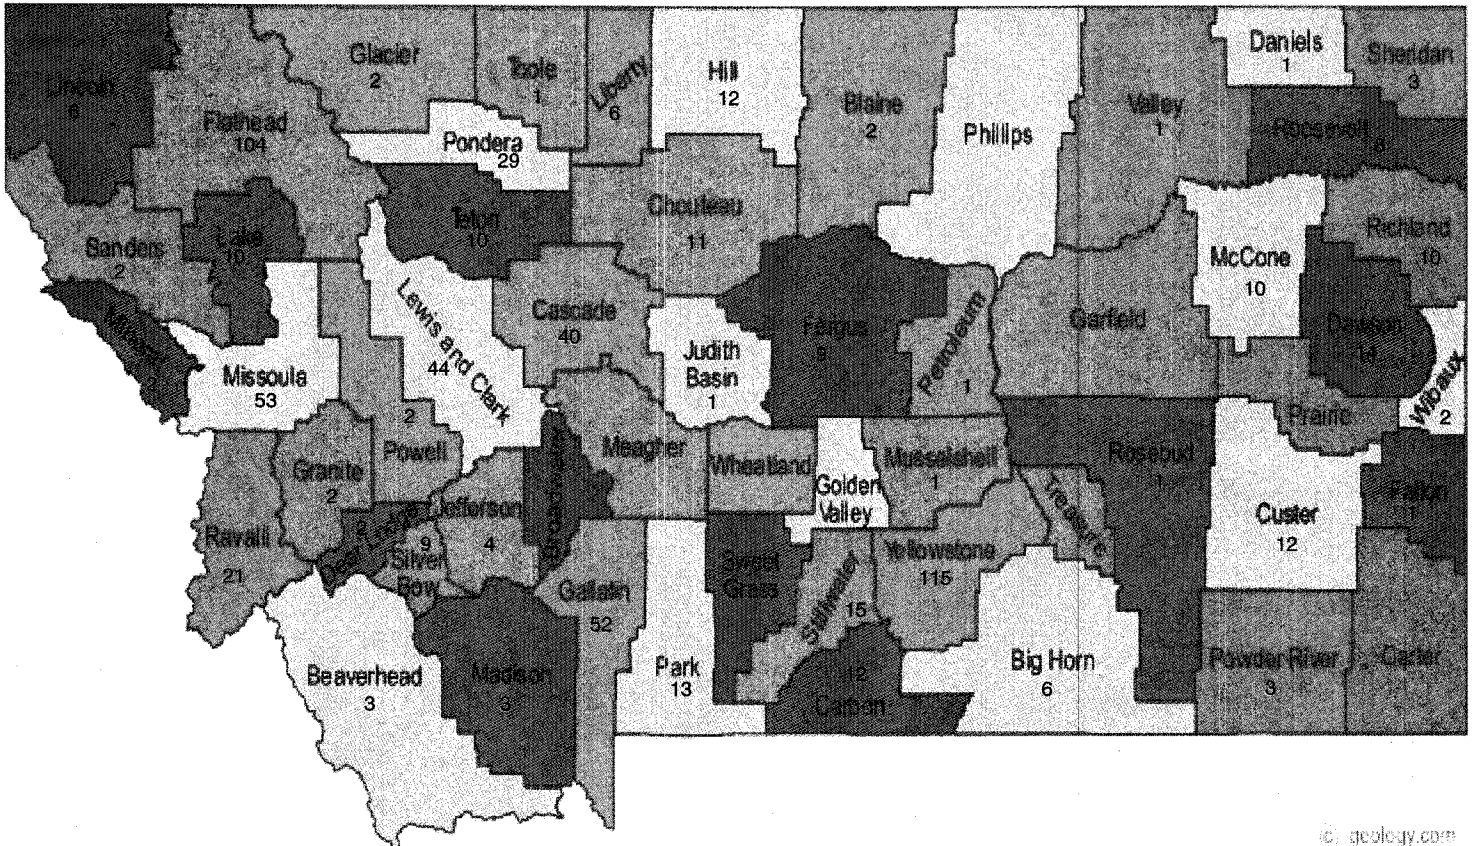 Lincoln
6
Flathead
104
Glacier
2
Toole
1
Liberty
6
Hill
12
Blaine
2
Phillips
Valley
1
Daniels
1
Sheridan
3
Roosevelt
8
Pondera
29
Teton
10
Chouteau
11
Sanders
2
Lake
10
McCone
10
Richland
10
Mineral
2
Missoula
53
Lewis and Clark
44
1
Cascade
40
Judith
Basin
1
Fergus
5
Petroleum
1
Garfield
Dawson
14
Wibaux
2
Prairie
2
Powell
Granite
2
Meagher
Wheatland
Golden
Valley
Musselshell
1
Rosebud
1
Treasure
Custer
12
Fallon
1
Ravalli
21
Deer Lodge
2
Silver
Bow
9
Jefferson
4
Broadwater
Gallatin
52
Sweet
Grass
Stillwater
15
Yellowstone
115
Beaverhead
3
Madison
3
Park
13
12
Carbon
Big Horn
6
Powder River
3
Carter
(c) geology.com